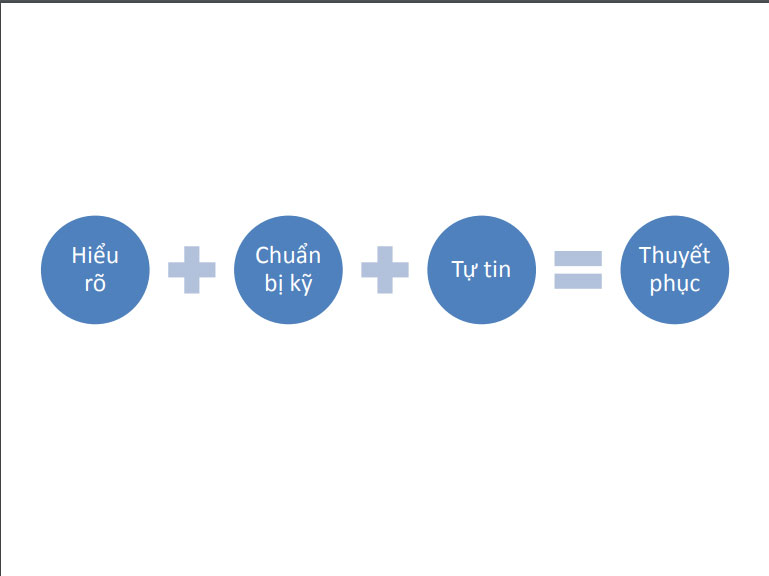 Hiểu
rõ
Chuẩn
bị kỹ
Tự tin
Thuyết
phục